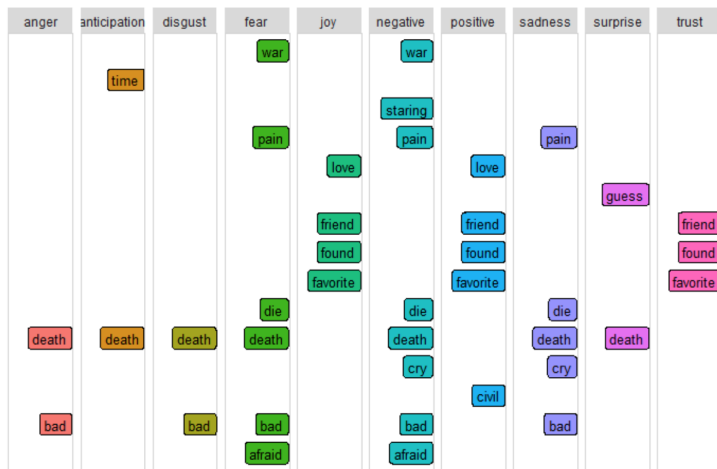 anger anticipation disgust fear joy negative positive sadness surprise trust
war war
time
staring
pain pain pain
love love
guess
friend friend friend
found found found
favorite favorite favorite
die die die
death death death death death death death
cry cry
civil
bad bad bad bad bad
afraid afraid